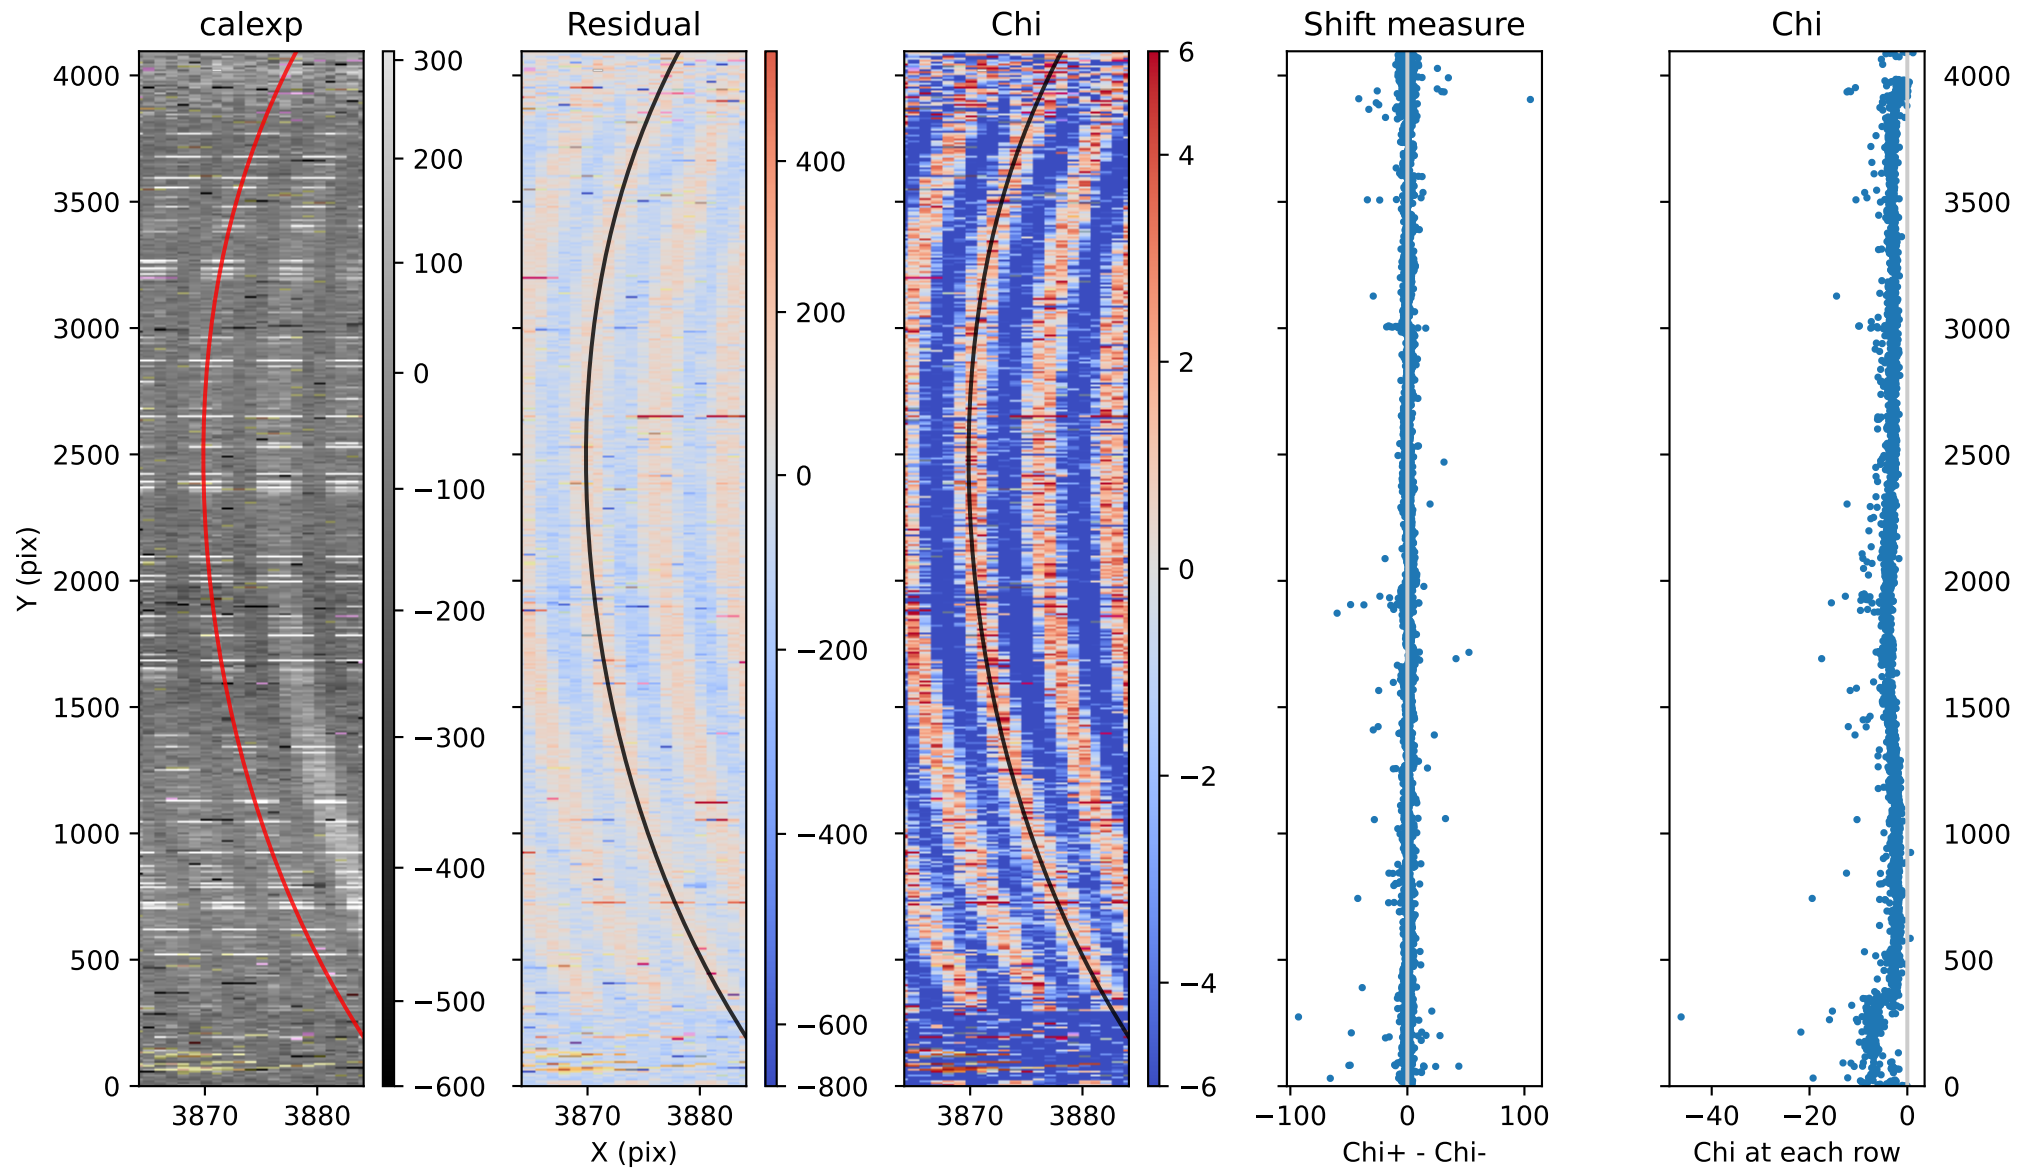 calexp Residual Chi Shift measure Chi
4000 300 400 6 4000
3500 200 200 4 3500
3000 100 0 2 3000
2500 0 −200 0 2500
2000 −100 −400 −2 2000
1500 −200 −600 −4 1500
1000 −300 −800 −6 1000
500 −400 500
0 −500 0
−600
Y (pix)
3870 3880 3870 3880 3870 3880 −100 0 100 −40 −20 0
X (pix) Chi+ - Chi- Chi at each row